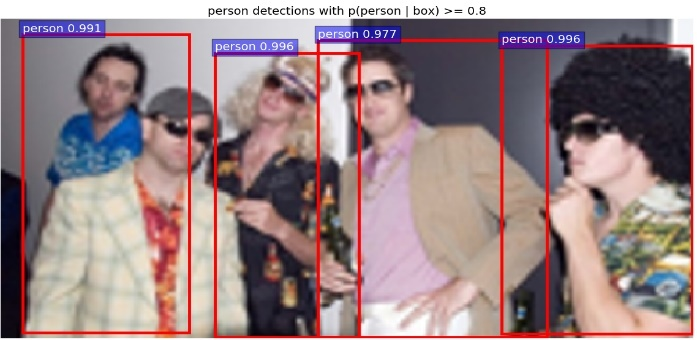 person detections with p(person | box) >= 0.8
person 0.991
person 0.996
person 0.977
person 0.996